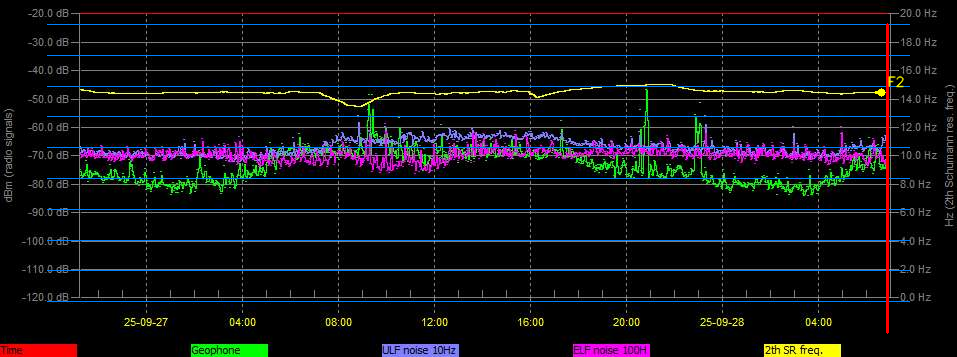 -20.0 dB
20.0 Hz
-30.0 dB
18.0 Hz
-40.0 dB
16.0 Hz
F2
-50.0 dB
14.0 Hz
-60.0 dB
12.0 Hz
-70.0 dB
10.0 Hz
-80.0 dB
8.0 Hz
-90.0 dB
6.0 Hz
-100.0 dB
4.0 Hz
-110.0 dB
2.0 Hz
-120.0 dB
0.0 Hz
dBm (radio signals)
Hz (2th Schumann res. freq.)
25-09-27 04:00 08:00 12:00 16:00 20:00 25-09-28 04:00
Time Geophone ULF noise 10Hz ELF noise 100H 2th SR freq.